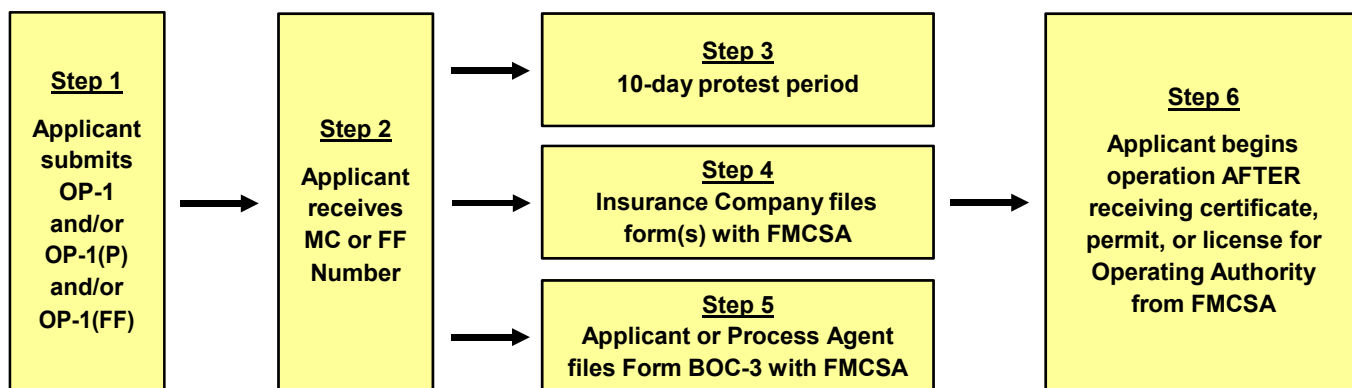 Step 1
Applicant
submits
OP-1
and/or
OP-1(P)
and/or
OP-1(FF)
Step 2
Applicant
receives
MC or FF
Number
Step 3
10-day protest period
Step 4
Insurance Company files
form(s) with FMCSA
Step 5
Applicant or Process Agent
files Form BOC-3 with FMCSA
Step 6
Applicant begins
operation AFTER
receiving certificate,
permit, or license for
Operating Authority
from FMCSA